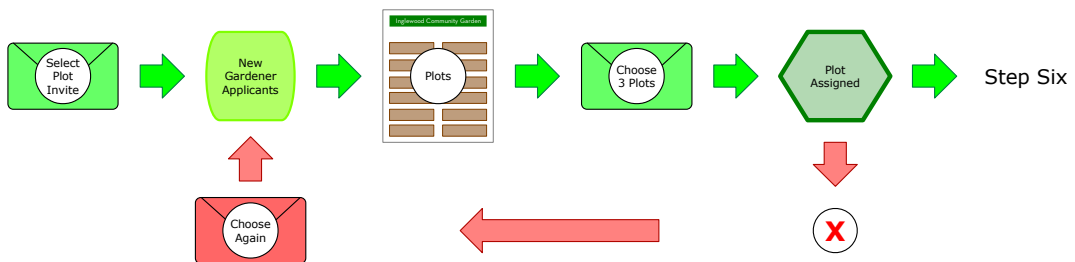 Inglewood Community Garden
Select
Plot
Invite
New
Gardener
Applicants
Plots
Choose
3 Plots
Plot
Assigned
Step Six
Choose
Again
X